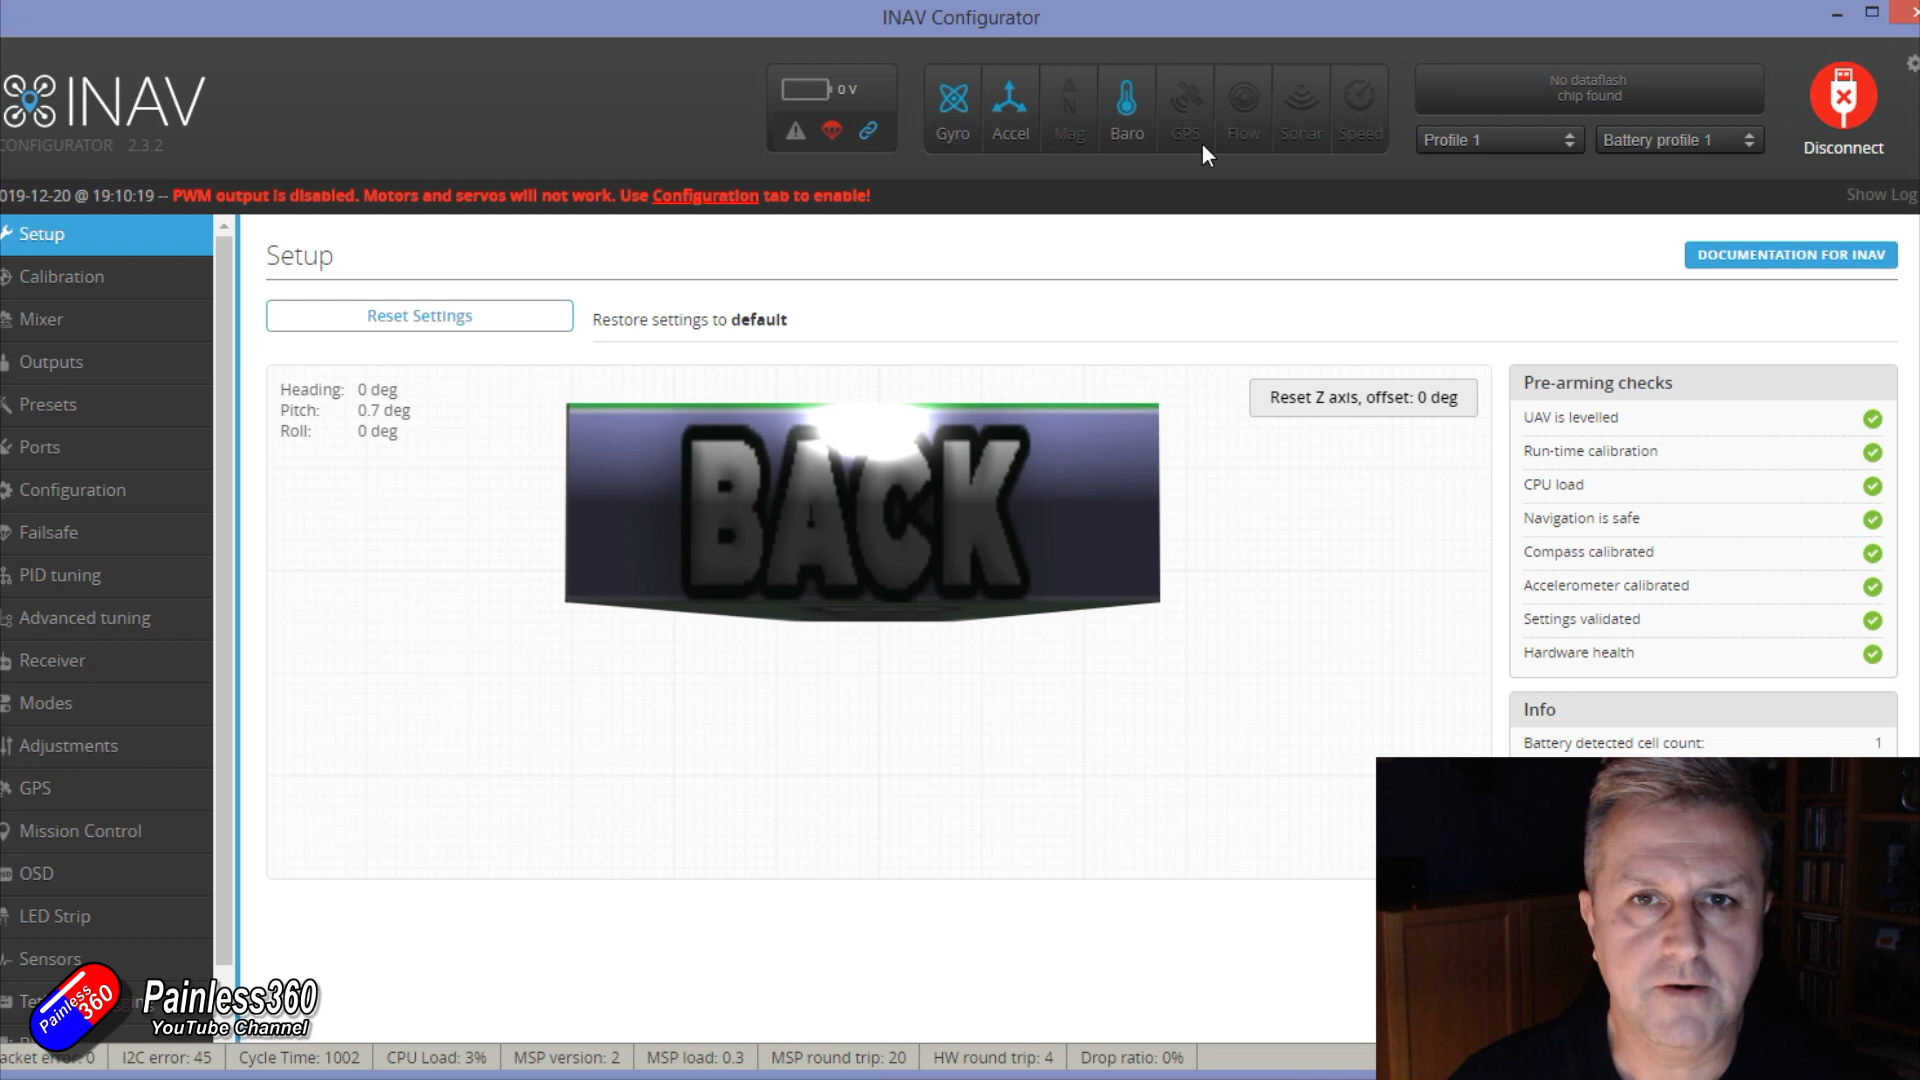 INAV Configurator
INAV
CONFIGURATOR 2.3.2
0 V
Gyro
Accel
Mag
Baro
GPS
Flow
Sonar
Speed
No dataflash
chip found
Profile 1
Battery profile 1
Disconnect
019-12-20 @ 19:10:19 -- PWM output is disabled. Motors and servos will not work. Use Configuration tab to enable!
Show Log
Setup
Calibration
Mixer
Outputs
Presets
Ports
Configuration
Failsafe
PID tuning
Advanced tuning
Receiver
Modes
Adjustments
GPS
Mission Control
OSD
LED Strip
Sensors
Setup
DOCUMENTATION FOR INAV
Reset Settings
Restore settings to default
Heading: 0 deg
Pitch: 0.7 deg
Roll: 0 deg
BACK
Reset Z axis, offset: 0 deg
Pre-arming checks
UAV is levelled
Run-time calibration
CPU load
Navigation is safe
Compass calibrated
Accelerometer calibrated
Settings validated
Hardware health
Info
Battery detected cell count: 1
Painless360
Painless360
YouTube Channel
acket error: 0
I2C error: 45
Cycle Time: 1002
CPU Load: 3%
MSP version: 2
MSP load: 0.3
MSP round trip: 20
HW round trip: 4
Drop ratio: 0%